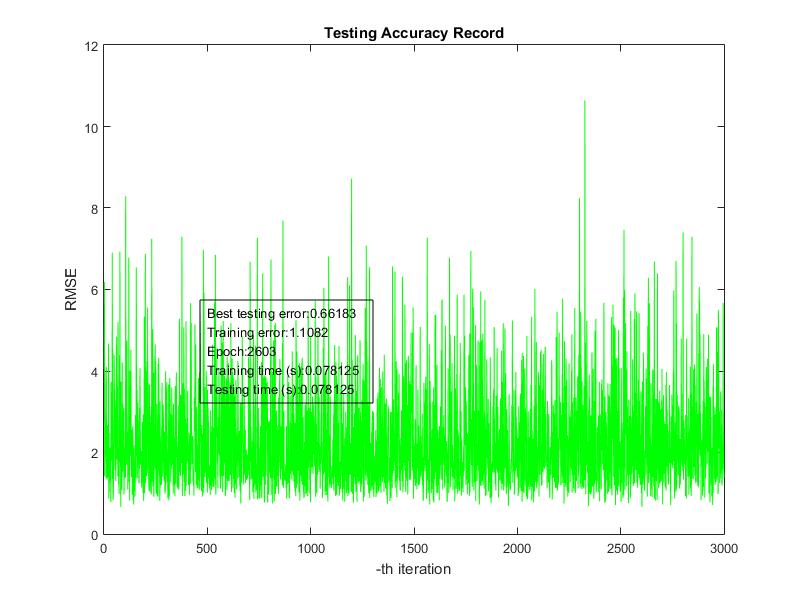 Testing Accuracy Record
12
10
8
6
4
2
0
RMSE
Best testing error:0.66183
Training error:1.1082
Epoch:2603
Training time (s):0.078125
Testing time (s):0.078125
0 500 1000 1500 2000 2500 3000
-th iteration